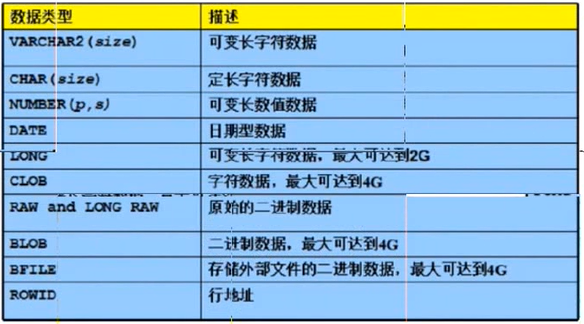 数据类型 描述
VARCHAR2(size) 可变长字符数据
CHAR(size) 定长字符数据
NUMBER(p,s) 可变长数值数据
DATE 日期型数据
LONG 可变长字符数据，最大可达到2G
CLOB 字符数据，最大可达到4G
RAW and LONG RAW 原始的二进制数据
BLOB 二进制数据，最大可达到4G
BFILE 存储外部文件的二进制数据，最大可达到4G
ROWID 行地址